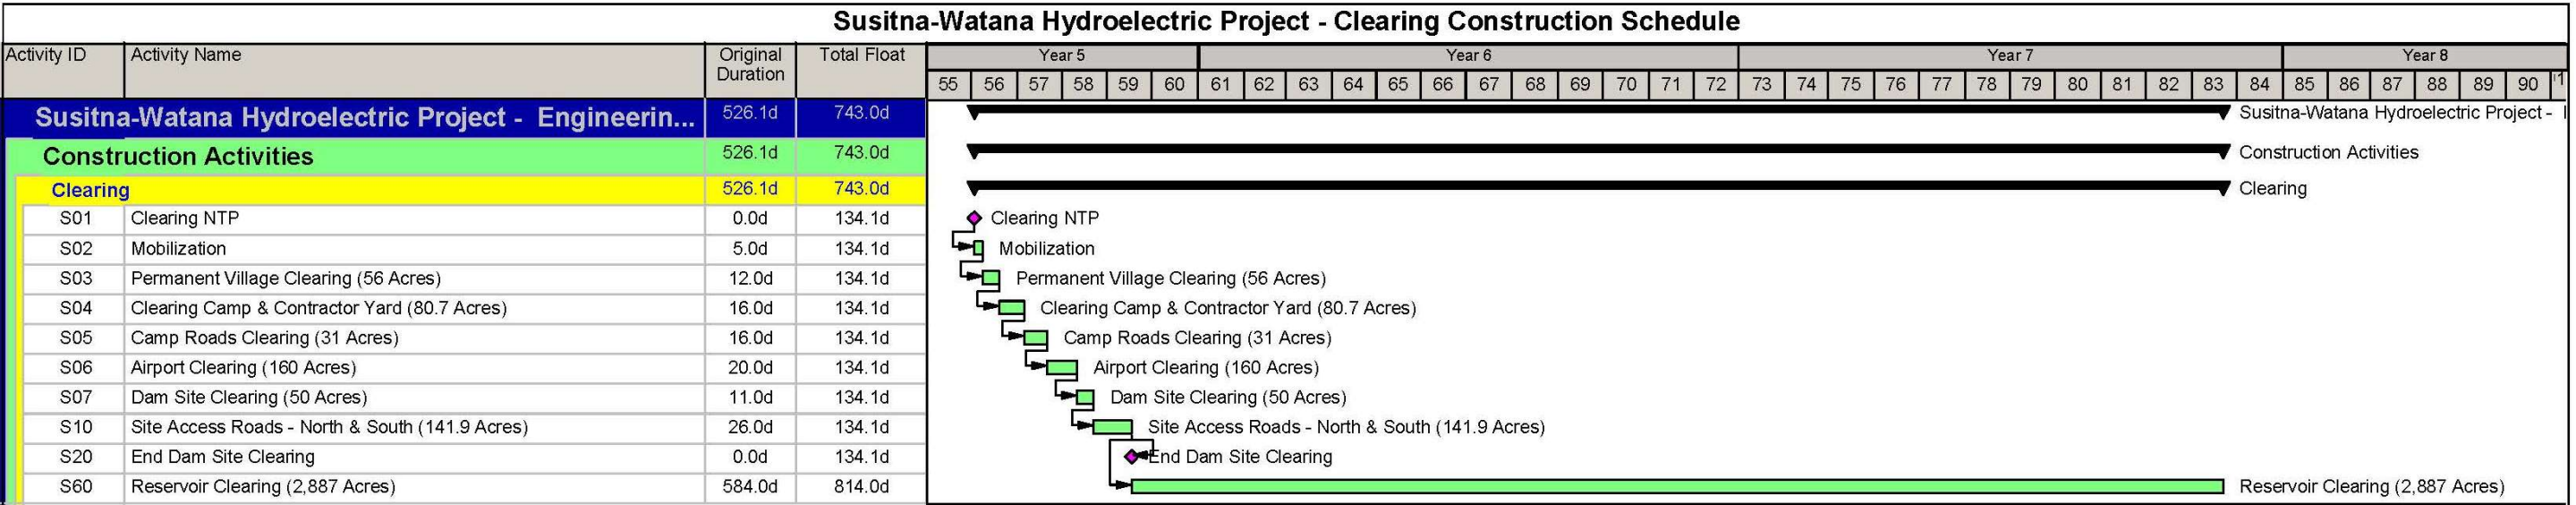 Susitna-Watana Hydroelectric Project - Clearing Construction Schedule
Activity ID Activity Name Original Duration Total Float Year 5 Year 6 Year 7 Year 8
55 56 57 58 59 60 61 62 63 64 65 66 67 68 69 70 71 72 73 74 75 76 77 78 79 80 81 82 83 84 85 86 87 88 89 90
Susitna-Watana Hydroelectric Project - Engineerin... 526.1d 743.0d Susitna-Watana Hydroelectric Project -
Construction Activities 526.1d 743.0d Construction Activities
Clearing 526.1d 743.0d Clearing
S01 Clearing NTP 0.0d 134.1d Clearing NTP
S02 Mobilization 5.0d 134.1d Mobilization
S03 Permanent Village Clearing (56 Acres) 12.0d 134.1d Permanent Village Clearing (56 Acres)
S04 Clearing Camp & Contractor Yard (80.7 Acres) 16.0d 134.1d Clearing Camp & Contractor Yard (80.7 Acres)
S05 Camp Roads Clearing (31 Acres) 16.0d 134.1d Camp Roads Clearing (31 Acres)
S06 Airport Clearing (160 Acres) 20.0d 134.1d Airport Clearing (160 Acres)
S07 Dam Site Clearing (50 Acres) 11.0d 134.1d Dam Site Clearing (50 Acres)
S10 Site Access Roads - North & South (141.9 Acres) 26.0d 134.1d Site Access Roads - North & South (141.9 Acres)
S20 End Dam Site Clearing 0.0d 134.1d End Dam Site Clearing
S60 Reservoir Clearing (2,887 Acres) 584.0d 814.0d Reservoir Clearing (2,887 Acres)